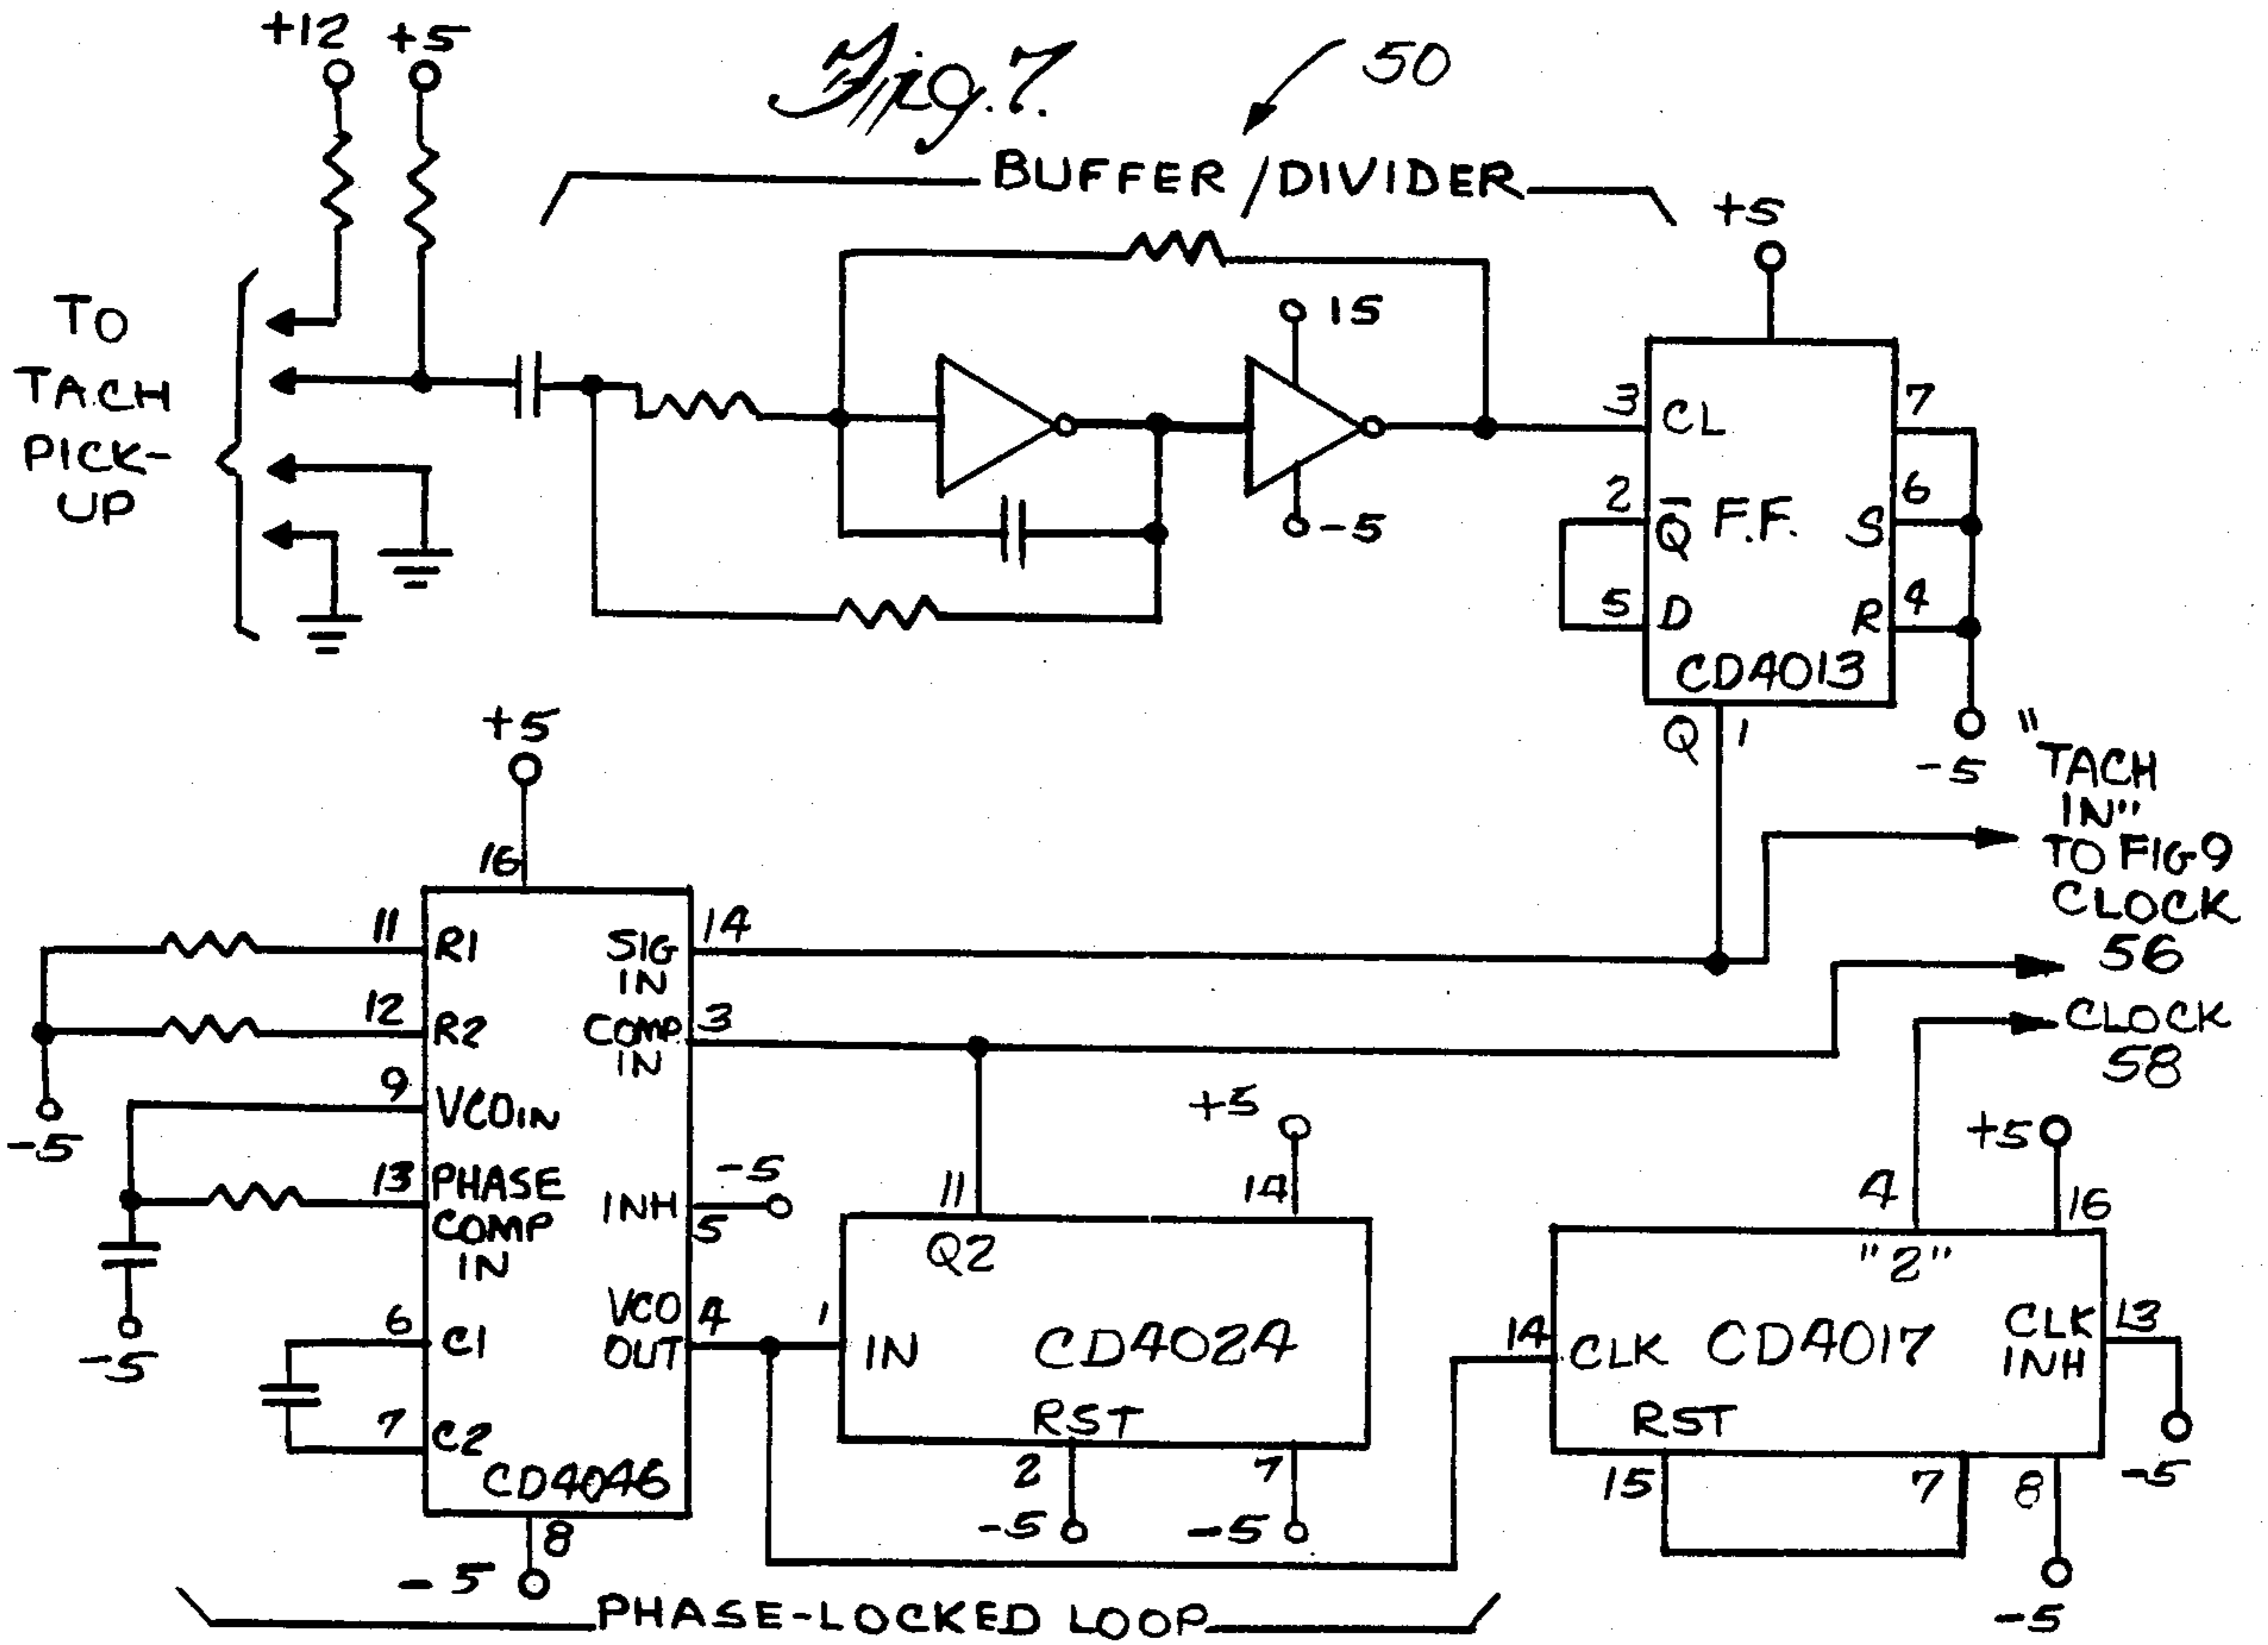 Fig. 7.
50
+12
+5
BUFFER/DIVIDER
+5
TO
TACH
PICK-
UP
15
-5
3
CL
7
2
Q̅
F.F.
S
6
5
D
R
4
CD4013
Q
1
-5
"TACH
IN"
TO FIG 9
CLOCK
56
CLOCK
58
+5
16
11
R1
SIG
IN
14
12
R2
COMP
IN
3
-5
9
VCOIN
13
PHASE
COMP
IN
INH
5
-5
-5
6
C1
VCO
OUT
4
7
C2
CD4046
8
-5
11
Q2
+5
14
1
IN
CD4024
RST
2
-5
7
-5
4
"2"
+5
16
14
CLK
CD4017
CLK
INH
13
-5
RST
15
7
8
-5
PHASE-LOCKED LOOP